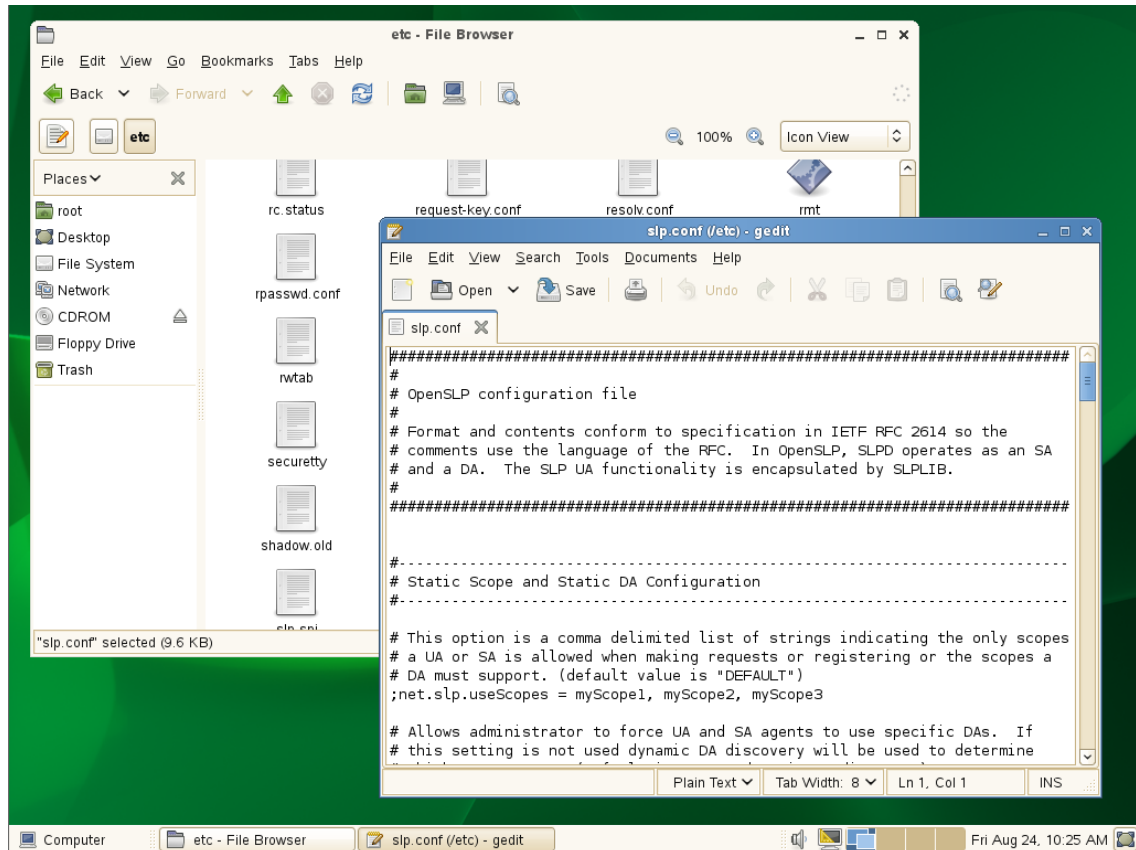 etc - File Browser
File Edit View Go Bookmarks Tabs Help
Back Forward
etc 100% Icon View
Places
root
Desktop
File System
Network
CDROM
Floppy Drive
Trash
rc.status request-key.conf resolv.conf rmt
rpasswd.conf
rwtab
securetty
shadow.old
slp.spi
"slp.conf" selected (9.6 KB)
slp.conf (/etc) - gedit
File Edit View Search Tools Documents Help
Open Save Undo
slp.conf
#############################################################################
#
# OpenSLP configuration file
#
# Format and contents conform to specification in IETF RFC 2614 so the
# comments use the language of the RFC.  In OpenSLP, SLPD operates as an SA
# and a DA.  The SLP UA functionality is encapsulated by SLPLIB.
#
#############################################################################
#----------------------------------------------------------------------------
# Static Scope and Static DA Configuration
#----------------------------------------------------------------------------
# This option is a comma delimited list of strings indicating the only scopes
# a UA or SA is allowed when making requests or registering or the scopes a
# DA must support. (default value is "DEFAULT")
;net.slp.useScopes = myScope1, myScope2, myScope3
# Allows administrator to force UA and SA agents to use specific DAs.  If
# this setting is not used dynamic DA discovery will be used to determine
Plain Text Tab Width: 8 Ln 1, Col 1 INS
Computer etc - File Browser slp.conf (/etc) - gedit Fri Aug 24, 10:25 AM